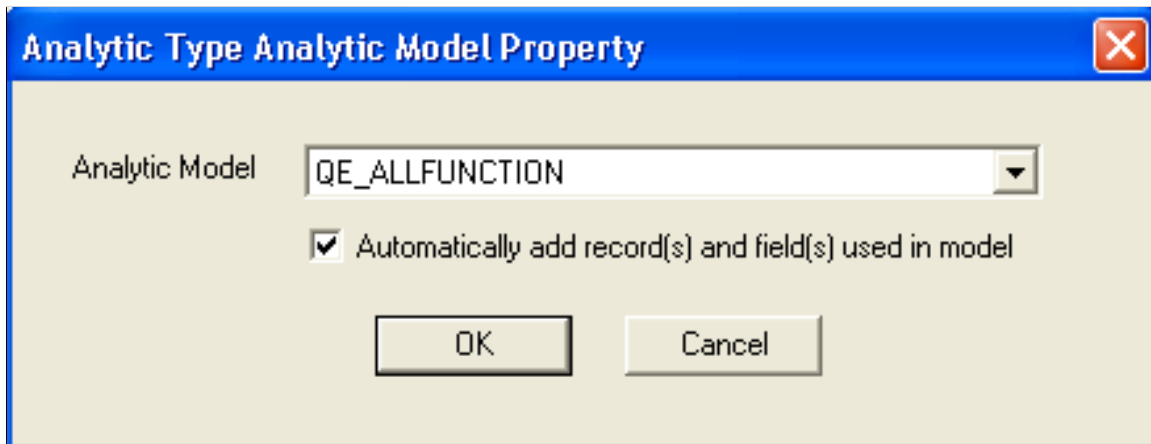 Analytic Type Analytic Model Property
Analytic Model QE_ALLFUNCTION
Automatically add record(s) and field(s) used in model
OK Cancel